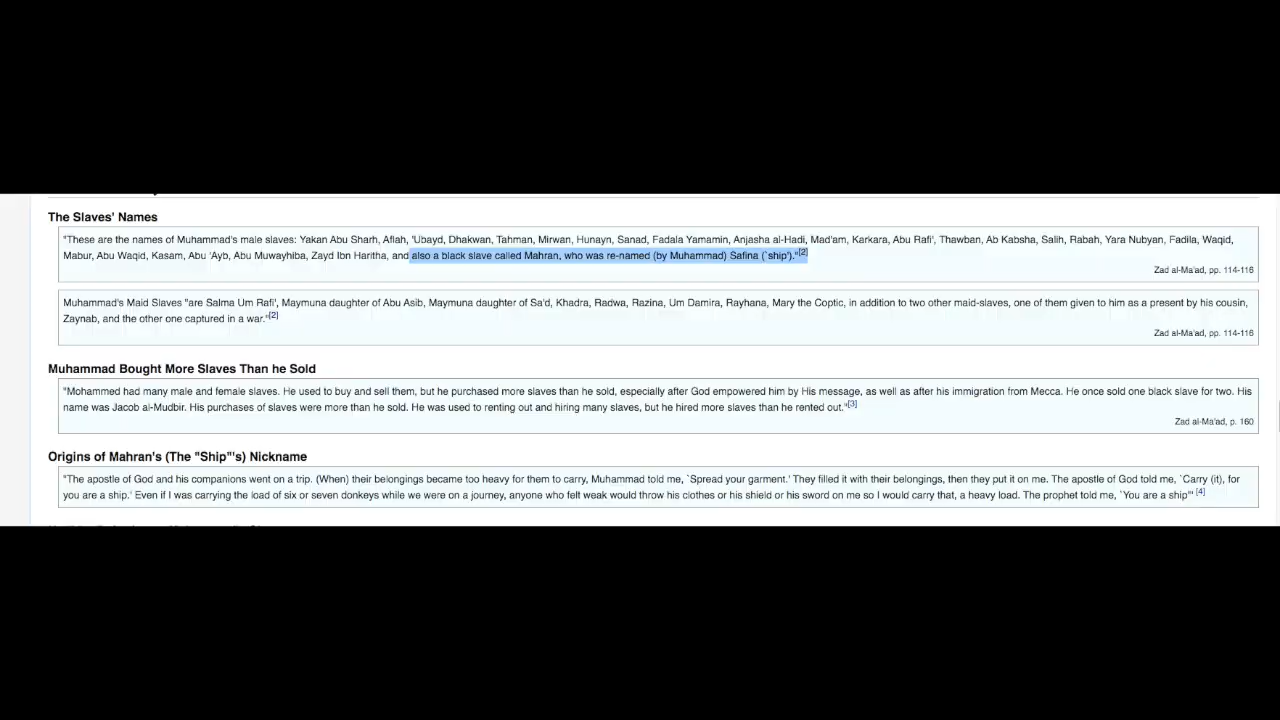 The Slaves' Names
"These are the names of Muhammad's male slaves: Yakan Abu Sharh, Aflah, 'Ubayd, Dhakwan, Tahman, Mirwan, Hunayn, Sanad, Fadala Yamamin, Anjasha al-Hadi, Mad'am, Karkara, Abu Rafi', Thawban, Ab Kabsha, Salih, Rabah, Yara Nubyan, Fadila, Waqid,
Mabur, Abu Waqid, Kasam, Abu 'Ayb, Abu Muwayhiba, Zayd Ibn Haritha, and also a black slave called Mahran, who was re-named (by Muhammad) Safina (`ship')."[2]
Zad al-Ma'ad, pp. 114-116
Muhammad's Maid Slaves "are Salma Um Rafi', Maymuna daughter of Abu Asib, Maymuna daughter of Sa'd, Khadra, Radwa, Razina, Um Damira, Rayhana, Mary the Coptic, in addition to two other maid-slaves, one of them given to him as a present by his cousin,
Zaynab, and the other one captured in a war."[2]
Zad al-Ma'ad, pp. 114-116
Muhammad Bought More Slaves Than he Sold
"Mohammed had many male and female slaves. He used to buy and sell them, but he purchased more slaves than he sold, especially after God empowered him by His message, as well as after his immigration from Mecca. He once sold one black slave for two. His
name was Jacob al-Mudbir. His purchases of slaves were more than he sold. He was used to renting out and hiring many slaves, but he hired more slaves than he rented out."[3]
Zad al-Ma'ad, p. 160
Origins of Mahran's (The "Ship"'s) Nickname
"The apostle of God and his companions went on a trip. (When) their belongings became too heavy for them to carry, Muhammad told me, `Spread your garment.' They filled it with their belongings, then they put it on me. The apostle of God told me, `Carry (it), for
you are a ship.' Even if I was carrying the load of six or seven donkeys while we were on a journey, anyone who felt weak would throw his clothes or his shield or his sword on me so I would carry that, a heavy load. The prophet told me, `You are a ship'" [4]